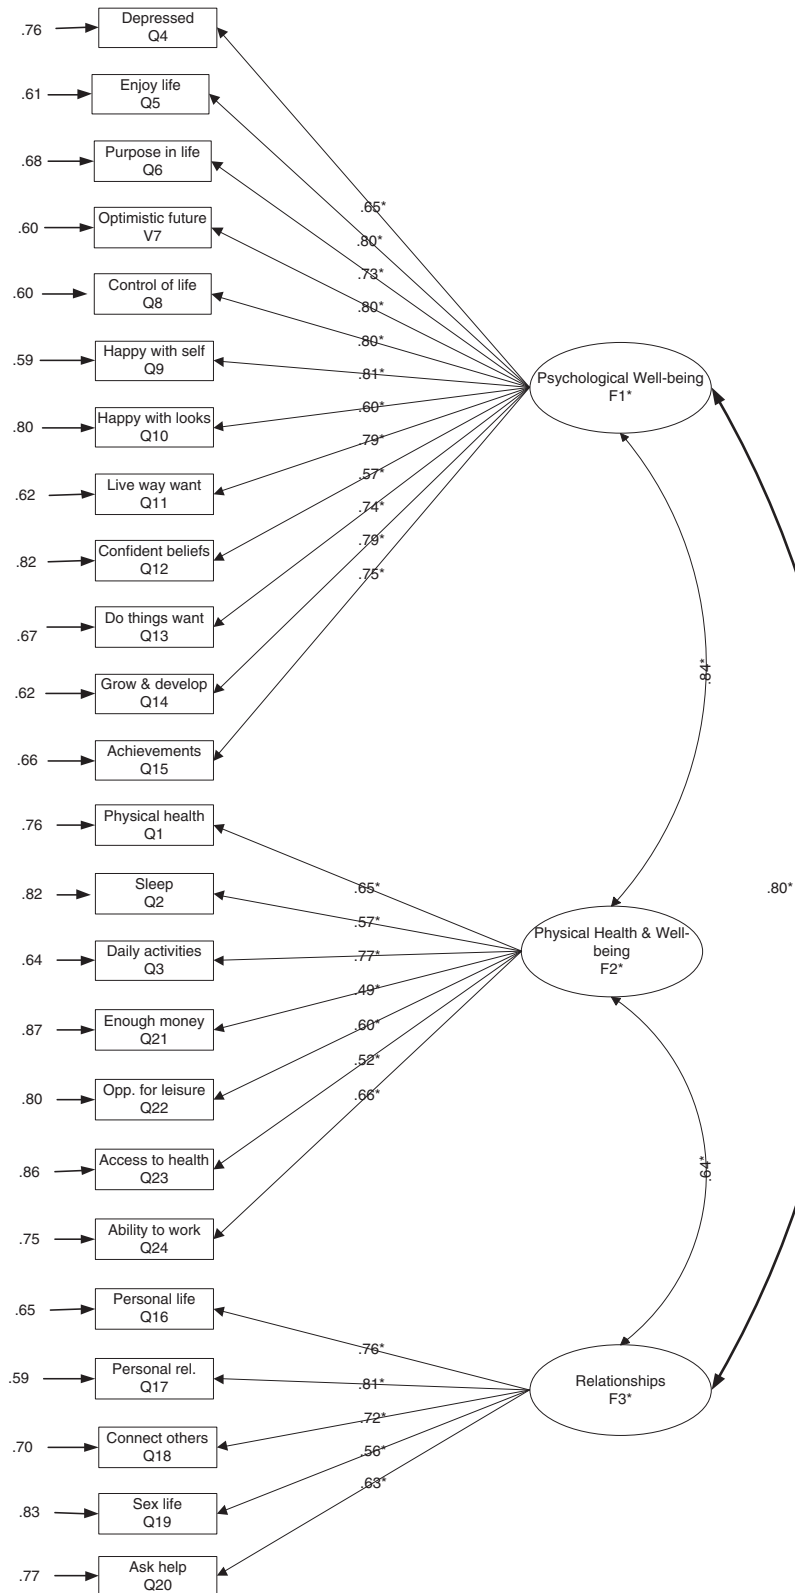 .76
Depressed
Q4
.61
Enjoy life
Q5
.68
Purpose in life
Q6
.60
Optimistic future
V7
.60
Control of life
Q8
.59
Happy with self
Q9
.80
Happy with looks
Q10
.62
Live way want
Q11
.82
Confident beliefs
Q12
.67
Do things want
Q13
.62
Grow & develop
Q14
.66
Achievements
Q15
.65*
.80*
.73*
.80*
.80*
.81*
.60*
.79*
.57*
.74*
.79*
.75*
Psychological Well-being
F1*
.84*
.80*
.76
Physical health
Q1
.82
Sleep
Q2
.64
Daily activities
Q3
.87
Enough money
Q21
.80
Opp. for leisure
Q22
.86
Access to health
Q23
.75
Ability to work
Q24
.65*
.57*
.77*
.49*
.60*
.52*
.66*
Physical Health & Well-
being
F2*
.64*
.65
Personal life
Q16
.59
Personal rel.
Q17
.70
Connect others
Q18
.83
Sex life
Q19
.77
Ask help
Q20
.76*
.81*
.72*
.56*
.63*
Relationships
F3*